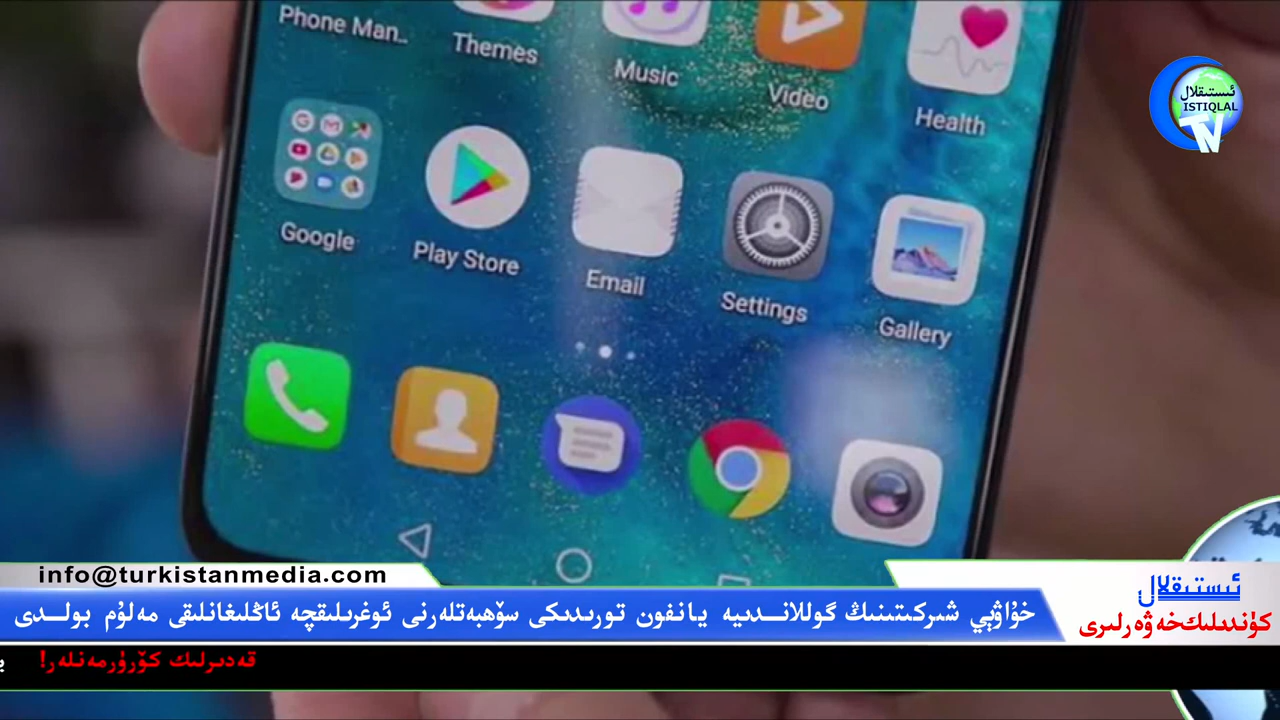 Phone Man..
Themes
Music
Video
Health
ئىستىقلال
ISTIQLAL
TV
Google
Play Store
Email
Settings
Gallery
info@turkistanmedia.com
ئىستىقلال
كۈندىلىك خەۋەرلىرى
خۇاۋېي شىركىتىنىڭ گوللاندىيە يانفون تورىدىكى سۆھبەتلەرنى ئوغرىلىقچە ئاڭلىغانلىقى مەلۇم بولدى
قەدىرلىك كۆرۈرمەنلەر!